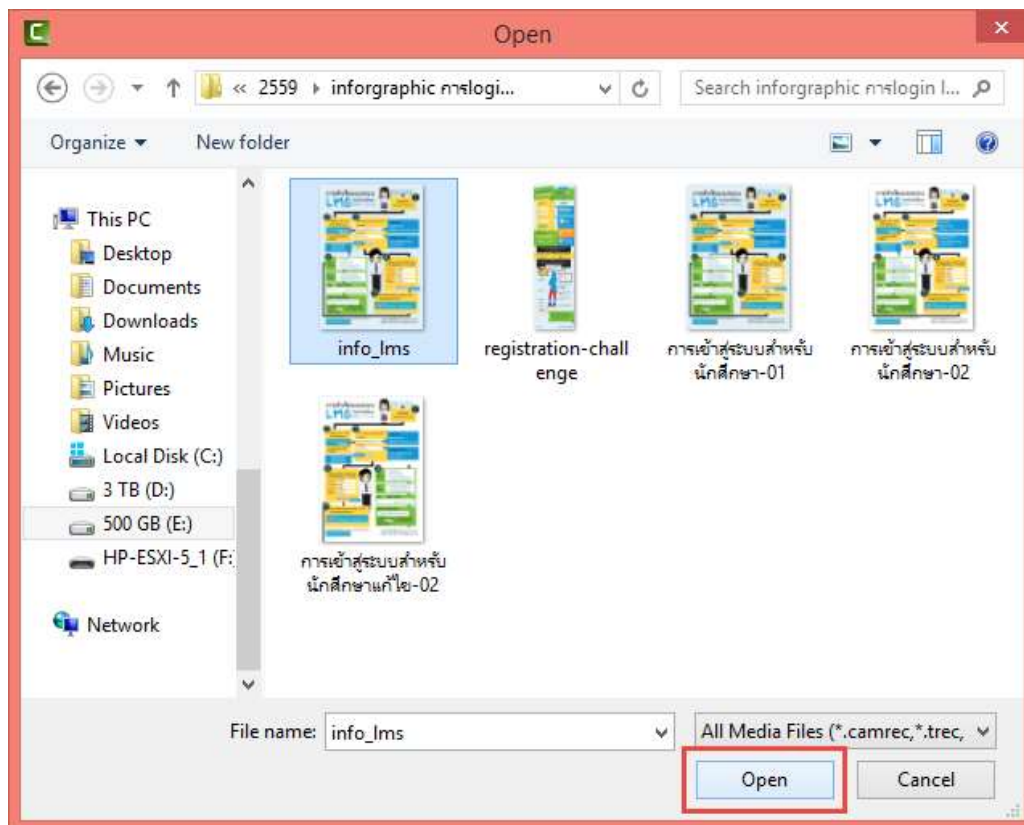 Open
« 2559 ▸ inforgraphic การlogi...
Search inforgraphic การlogin l...
Organize
New folder
This PC
Desktop
Documents
Downloads
Music
Pictures
Videos
Local Disk (C:)
3 TB (D:)
500 GB (E:)
HP-ESXI-5_1 (F:
Network
info_lms
registration-chall
enge
การเข้าสู่ระบบสำหรับ
นักศึกษา-01
การเข้าสู่ระบบสำหรับ
นักศึกษา-02
การเข้าสู่ระบบสำหรับ
นักศึกษาแก้ไข-02
File name: info_lms
All Media Files (*.camrec,*.trec,
Open
Cancel